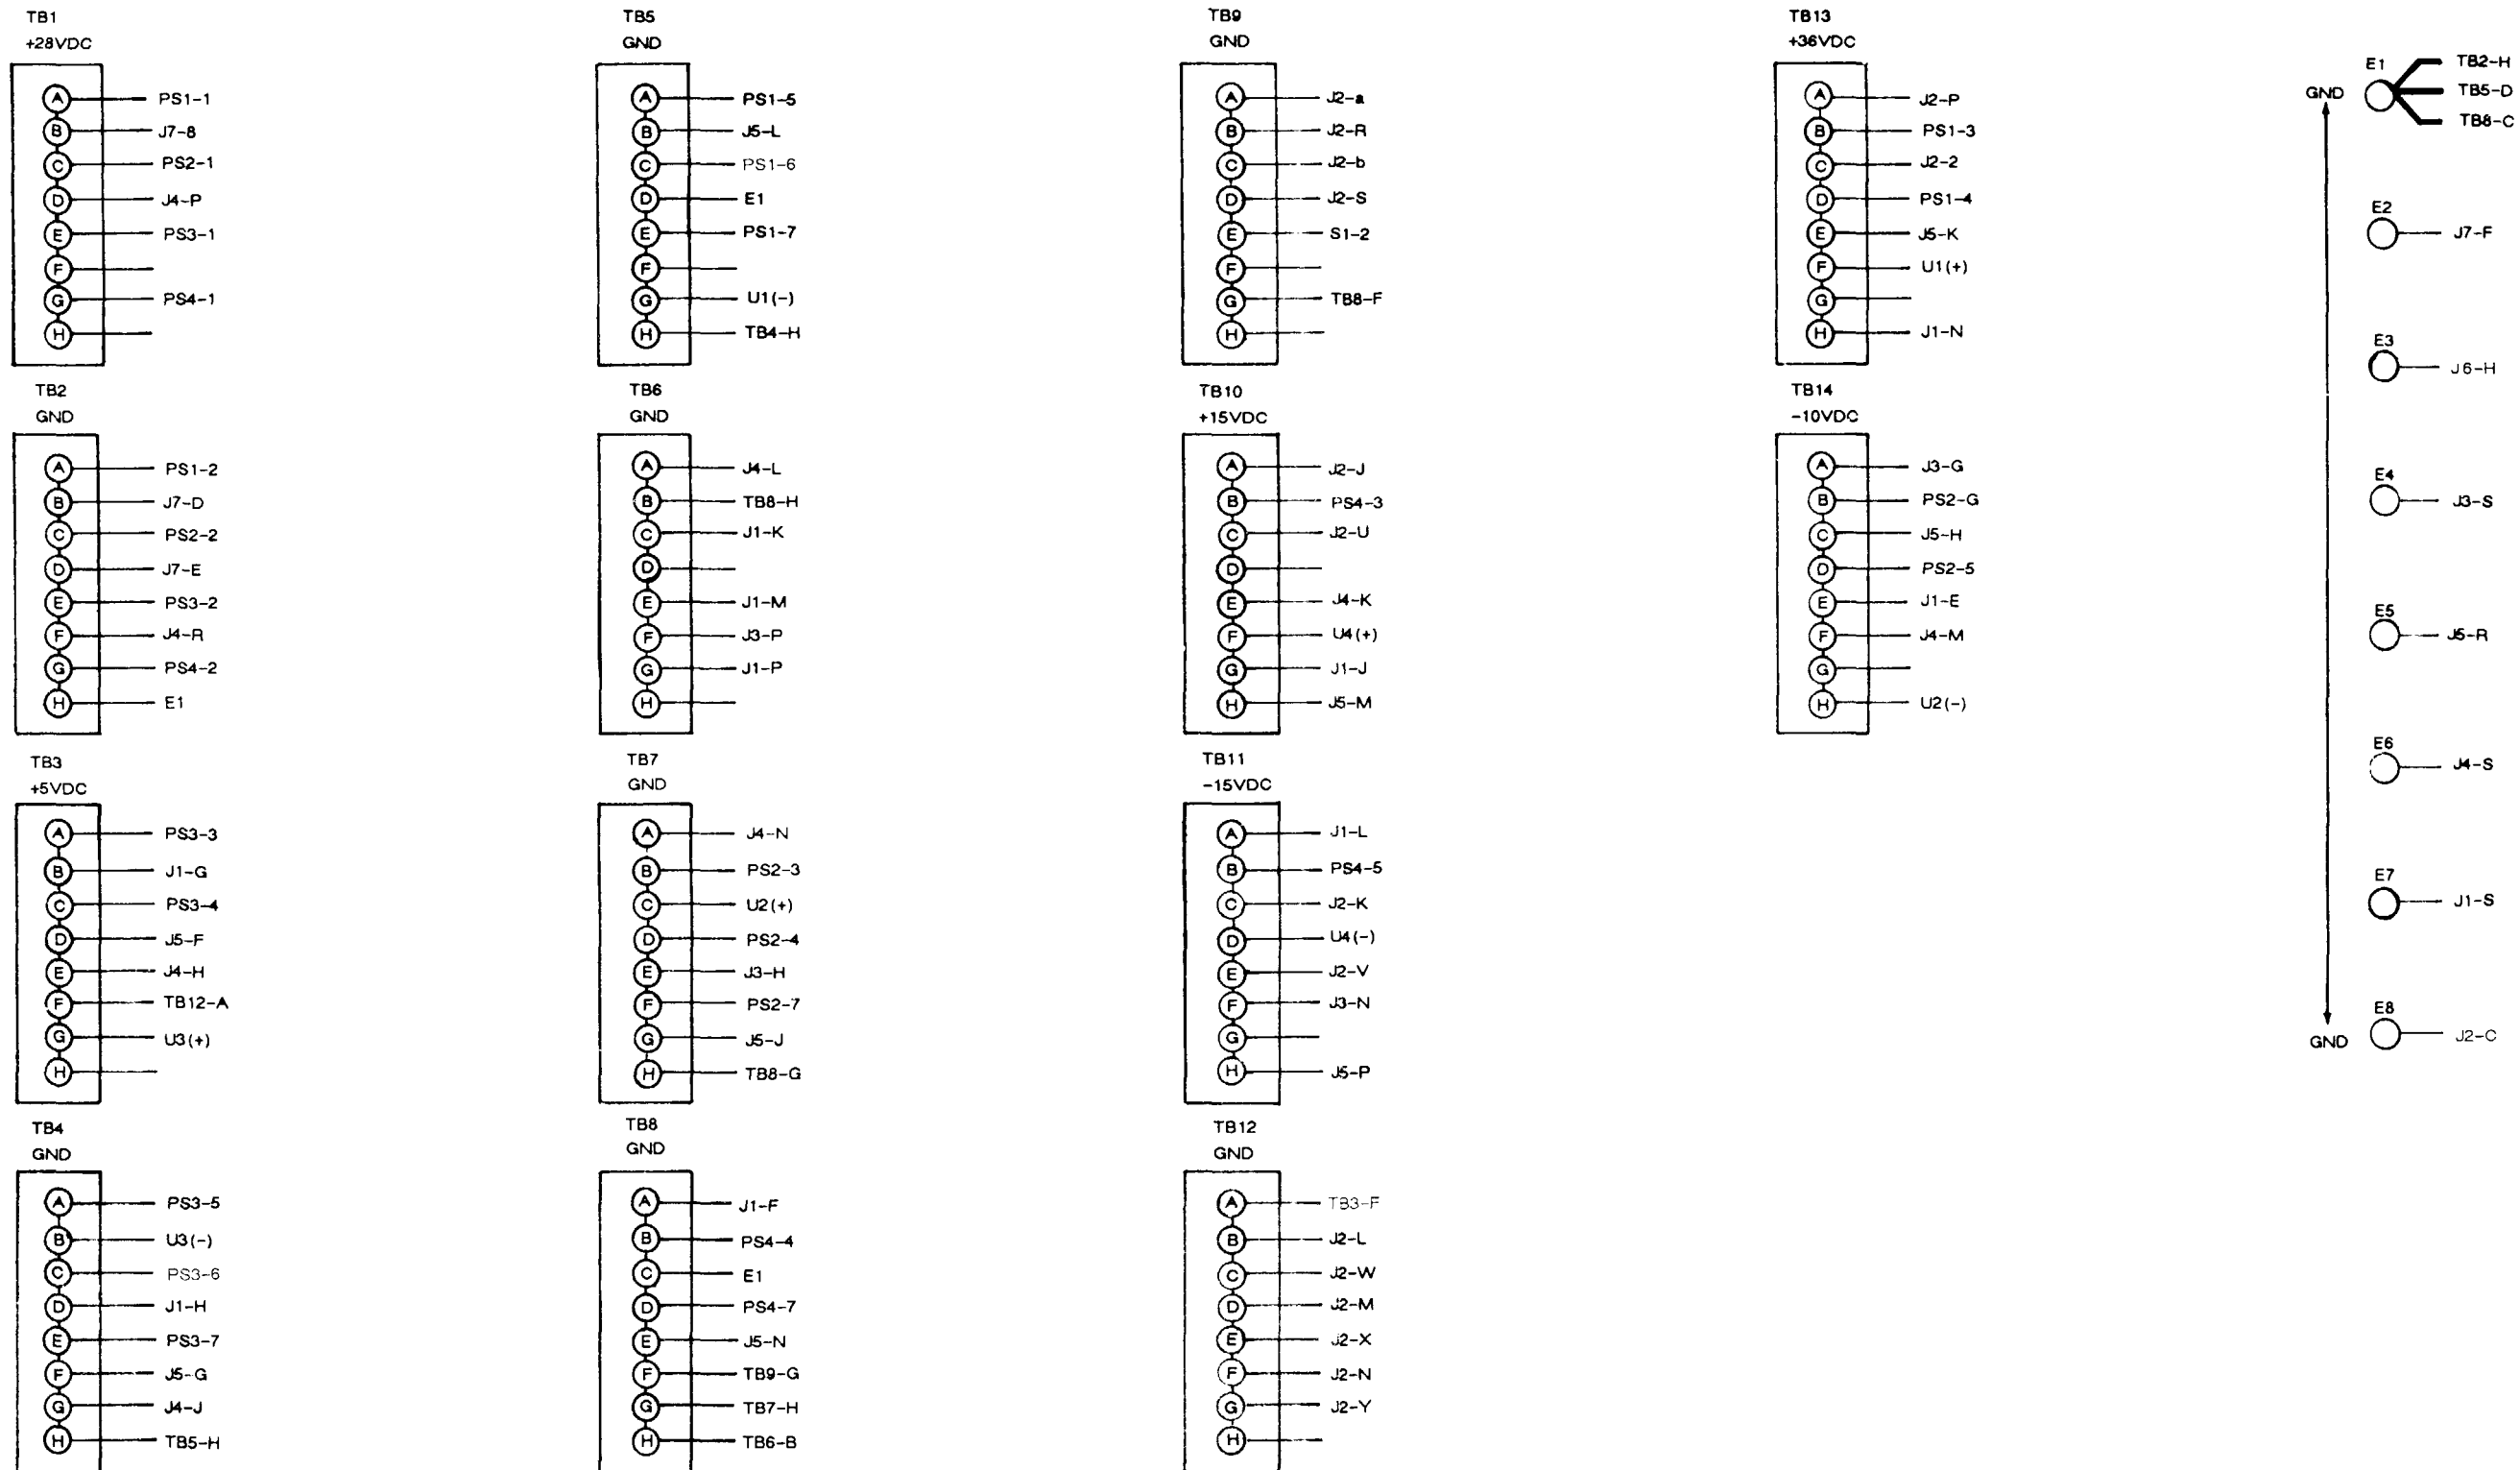 TB1
+28VDC
A PS1-1
B J7-8
C PS2-1
D J4-P
E PS3-1
F
G PS4-1
H
TB2
GND
A PS1-2
B J7-D
C PS2-2
D J7-E
E PS3-2
F J4-R
G PS4-2
H E1
TB3
+5VDC
A PS3-3
B J1-G
C PS3-4
D J5-F
E J4-H
F TB12-A
G U3(+)
H
TB4
GND
A PS3-5
B U3(-)
C PS3-6
D J1-H
E PS3-7
F J5-G
G J4-J
H TB5-H
TB5
GND
A PS1-5
B J5-L
C PS1-6
D E1
E PS1-7
F
G U1(-)
H TB4-H
TB6
GND
A J4-L
B TB8-H
C J1-K
D
E J1-M
F J3-P
G J1-P
H
TB7
GND
A J4-N
B PS2-3
C U2(+)
D PS2-4
E J3-H
F PS2-7
G J5-J
H TB8-G
TB8
GND
A J1-F
B PS4-4
C E1
D PS4-7
E J5-N
F TB9-G
G TB7-H
H TB6-B
TB9
GND
A J2-a
B J2-R
C J2-b
D J2-S
E S1-2
F
G TB8-F
H
TB10
+15VDC
A J2-J
B PS4-3
C J2-U
D
E J4-K
F U4(+)
G J1-J
H J5-M
TB11
-15VDC
A J1-L
B PS4-5
C J2-K
D U4(-)
E J2-V
F J3-N
G
H J5-P
TB12
GND
A TB3-F
B J2-L
C J2-W
D J2-M
E J2-X
F J2-N
G J2-Y
H
TB13
+36VDC
A J2-P
B PS1-3
C J2-2
D PS1-4
E J5-K
F U1(+)
G
H J1-N
TB14
-10VDC
A J3-G
B PS2-G
C J5-H
D PS2-5
E J1-E
F J4-M
G
H U2(-)
GND
E1
TB2-H
TB5-D
TB8-C
E2
J7-F
E3
J6-H
E4
J3-S
E5
J5-R
E6
J4-S
E7
J1-S
E8
GND
J2-C